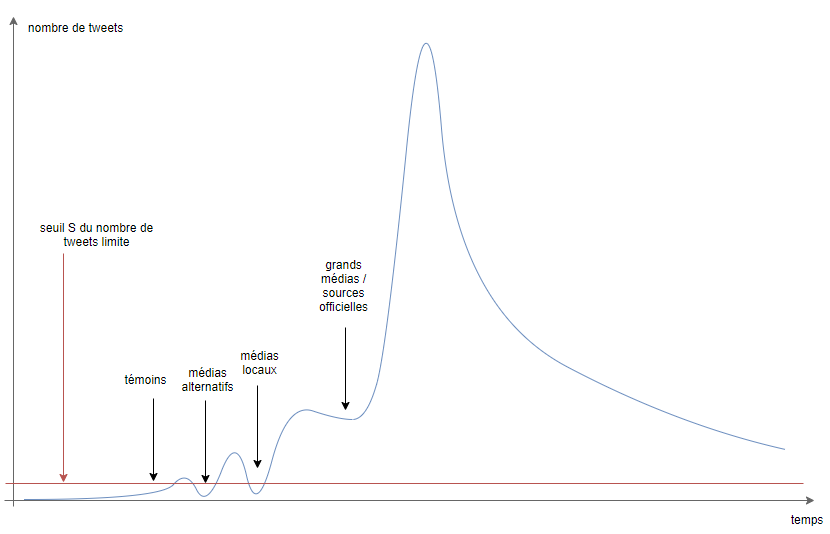 nombre de tweets
seuil S du nombre de
tweets limite
grands
médias /
sources
officielles
médias
locaux
médias
alternatifs
témoins
temps